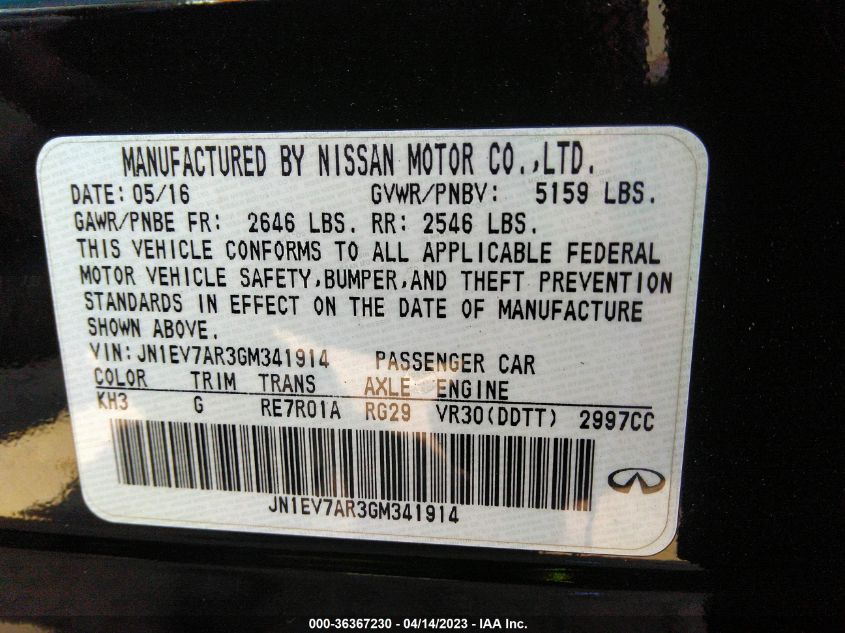 MANUFACTURED BY NISSAN MOTOR CO.,LTD.
DATE: 05/16 GVWR/PNBV: 5159 LBS.
GAWR/PNBE FR: 2646 LBS. RR: 2546 LBS.
THIS VEHICLE CONFORMS TO ALL APPLICABLE FEDERAL
MOTOR VEHICLE SAFETY,BUMPER,AND THEFT PREVENTION
STANDARDS IN EFFECT ON THE DATE OF MANUFACTURE
SHOWN ABOVE.
VIN: JN1EV7AR3GM341914 PASSENGER CAR
COLOR TRIM TRANS AXLE ENGINE
KH3 G RE7R01A RG29 VR30(DDTT) 2997CC
JN1EV7AR3GM341914
000-36367230 - 04/14/2023 - IAA Inc.